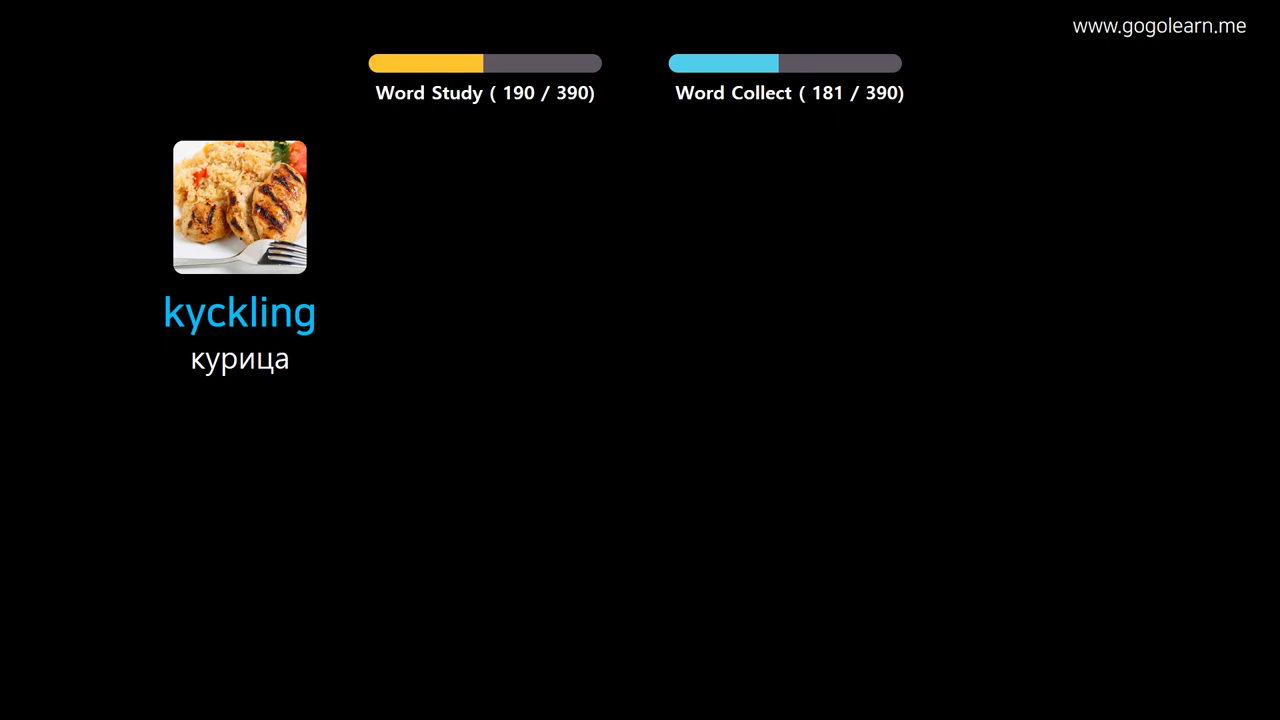 www.gogolearn.me
Word Study ( 190 / 390)
Word Collect ( 181 / 390)
kyckling
курица